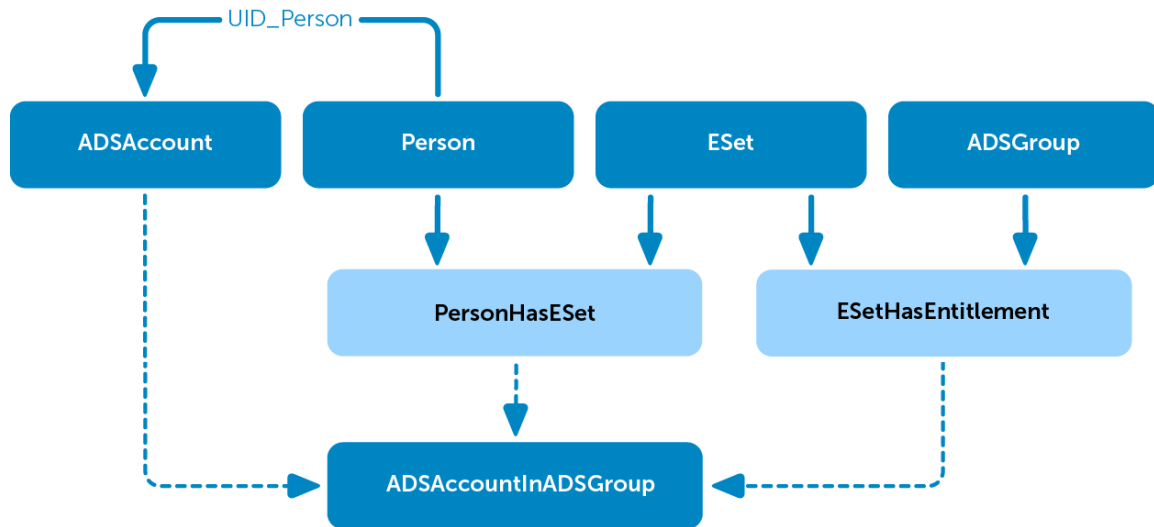 UID_Person
ADSAccount
Person
ESet
ADSGroup
PersonHasESet
ESetHasEntitlement
ADSAccountInADSGroup